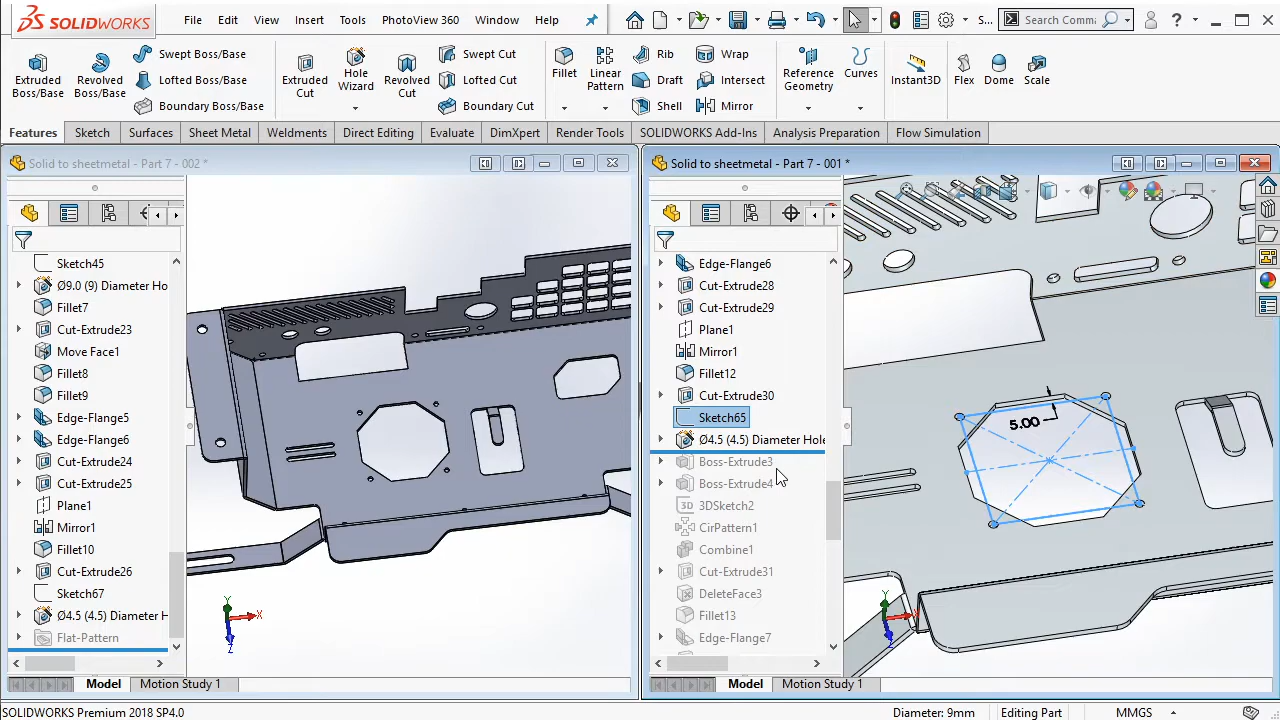 SOLIDWORKS File Edit View Insert Tools PhotoView 360 Window Help S... Search Comma ?
Extruded Boss/Base
Revolved Boss/Base
Swept Boss/Base
Lofted Boss/Base
Boundary Boss/Base
Extruded Cut
Hole Wizard
Revolved Cut
Swept Cut
Lofted Cut
Boundary Cut
Fillet
Linear Pattern
Rib
Draft
Shell
Wrap
Intersect
Mirror
Reference Geometry
Curves
Instant3D
Flex
Dome
Scale
Features Sketch Surfaces Sheet Metal Weldments Direct Editing Evaluate DimXpert Render Tools SOLIDWORKS Add-Ins Analysis Preparation Flow Simulation
Solid to sheetmetal - Part 7 - 002 *
Sketch45
Ø9.0 (9) Diameter Ho
Fillet7
Cut-Extrude23
Move Face1
Fillet8
Fillet9
Edge-Flange5
Edge-Flange6
Cut-Extrude24
Cut-Extrude25
Plane1
Mirror1
Fillet10
Cut-Extrude26
Sketch67
Ø4.5 (4.5) Diameter H
Flat-Pattern
Y
X
Z
Model Motion Study 1
Solid to sheetmetal - Part 7 - 001 *
Edge-Flange6
Cut-Extrude28
Cut-Extrude29
Plane1
Mirror1
Fillet12
Cut-Extrude30
Sketch65
Ø4.5 (4.5) Diameter Hole
Boss-Extrude3
Boss-Extrude4
3DSketch2
CirPattern1
Combine1
Cut-Extrude31
DeleteFace3
Fillet13
Edge-Flange7
5.00
Y
X
Z
Model Motion Study 1
SOLIDWORKS Premium 2018 SP4.0 Diameter: 9mm Editing Part MMGS